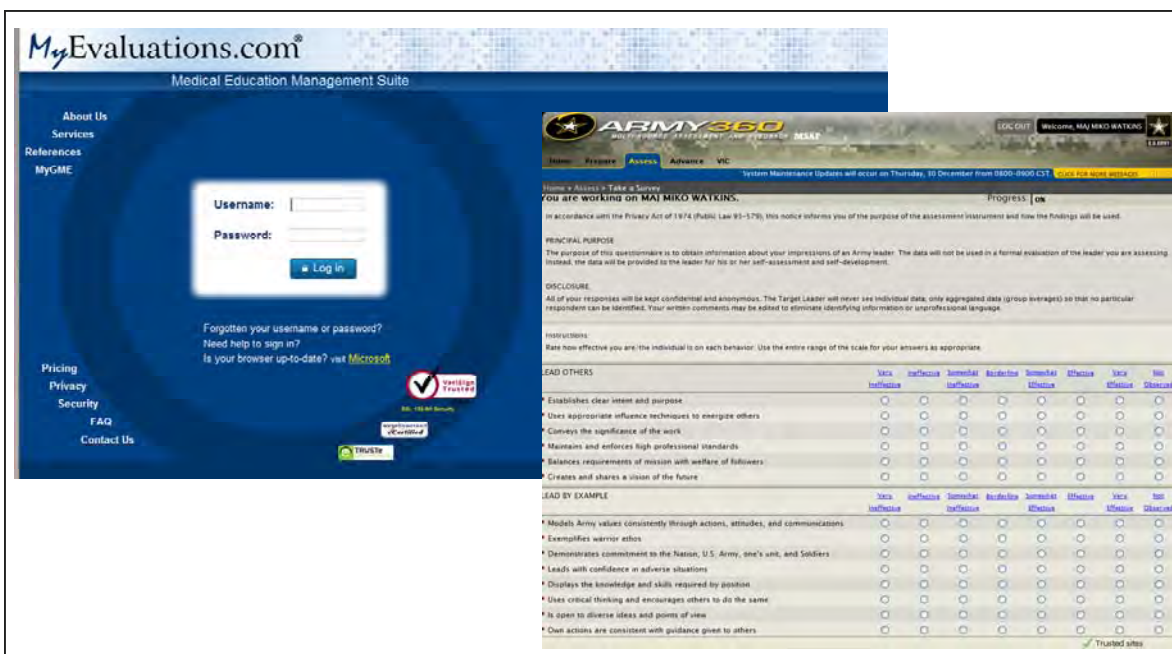 MyEvaluations.com®
Medical Education Management Suite
About Us
Services
References
MyGME
Username:
Password:
Log in
Forgotten your username or password?
Need help to sign in?
Is your browser up-to-date? visit Microsoft
Pricing
Privacy
Security
FAQ
Contact Us
VeriSign
Trusted
TRUSTe
ARMY360
MULTI-SOURCE ASSESSMENT AND FEEDBACK MSAF
LOG OUT Welcome, MAJ MIKO WATKINS
Home Prepare Assess Advance VIC
System Maintenance Updates will occur on Thursday, 10 December from 0800-0900 CST. CLICK FOR MORE MESSAGES
Home > Assess > Take a Survey
You are working on MAJ MIKO WATKINS. Progress 0%
In accordance with the Privacy Act of 1974 (Public Law 93-579), this notice informs you of the purpose of the assessment instrument and how the findings will be used.
PRINCIPAL PURPOSE
The purpose of this questionnaire is to obtain information about your impressions of an Army leader. The data will not be used in a formal evaluation of the leader you are assessing.
Instead, the data will be provided to the leader for his or her self-assessment and self-development.
DISCLOSURE
All of your responses will be kept confidential and anonymous. The Target Leader will never see individual data, only aggregated data (group averages) so that no particular
respondent can be identified. Your written comments may be edited to eliminate identifying information or unprofessional language.
Instructions
Rate how effective you are/the individual is on each behavior. Use the entire range of the scale for your answers as appropriate.
LEAD OTHERS Very Ineffective Ineffective Somewhat Ineffective Borderline Somewhat Effective Effective Very Effective Not Observed
* Establishes clear intent and purpose
* Uses appropriate influence techniques to energize others
* Conveys the significance of the work
* Maintains and enforces high professional standards
* Balances requirements of mission with welfare of followers
* Creates and shares a vision of the future
LEAD BY EXAMPLE Very Ineffective Ineffective Somewhat Ineffective Borderline Somewhat Effective Effective Very Effective Not Observed
* Models Army values consistently through actions, attitudes, and communications
* Exemplifies warrior ethos
* Demonstrates commitment to the Nation, U.S. Army, one's unit, and Soldiers
* Leads with confidence in adverse situations
* Displays the knowledge and skills required by position
* Uses critical thinking and encourages others to do the same
* Is open to diverse ideas and points of view
* Own actions are consistent with guidance given to others
Trusted sites